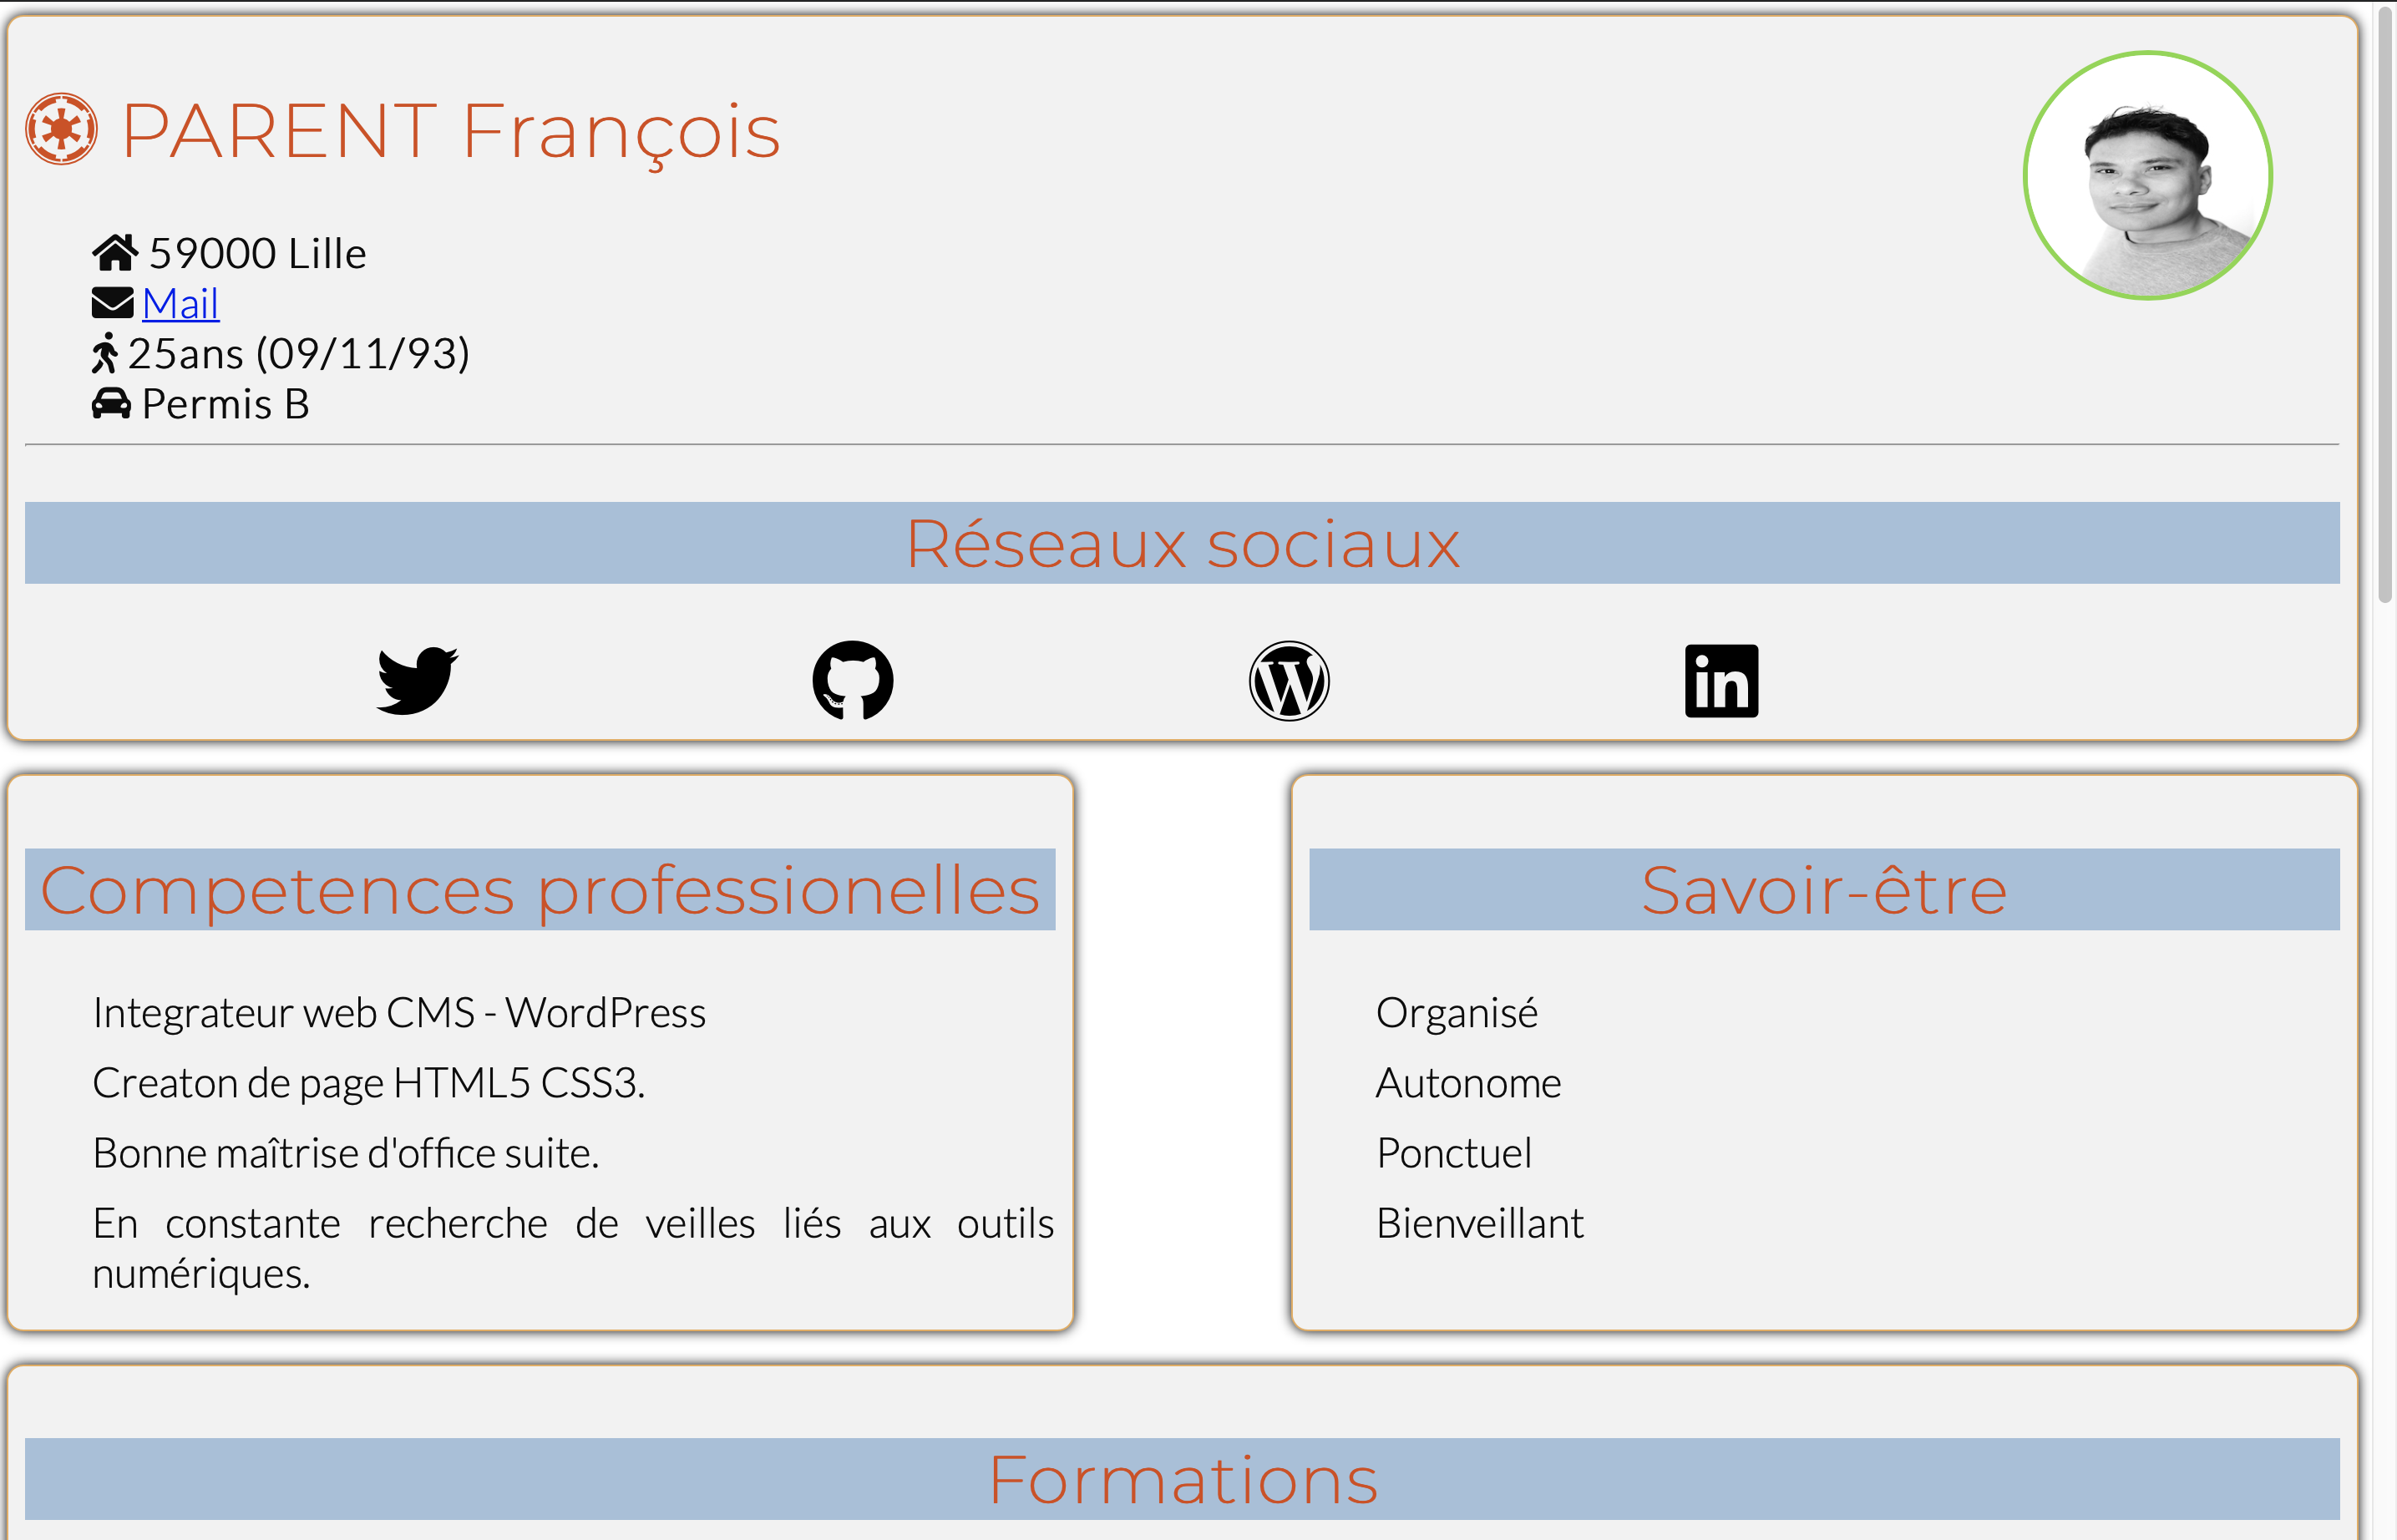 PARENT François
59000 Lille
Mail
25ans (09/11/93)
Permis B
Réseaux sociaux
Competences professionelles
Integrateur web CMS - WordPress
Creaton de page HTML5 CSS3.
Bonne maîtrise d'office suite.
En constante recherche de veilles liés aux outils
numériques.
Savoir-être
Organisé
Autonome
Ponctuel
Bienveillant
Formations